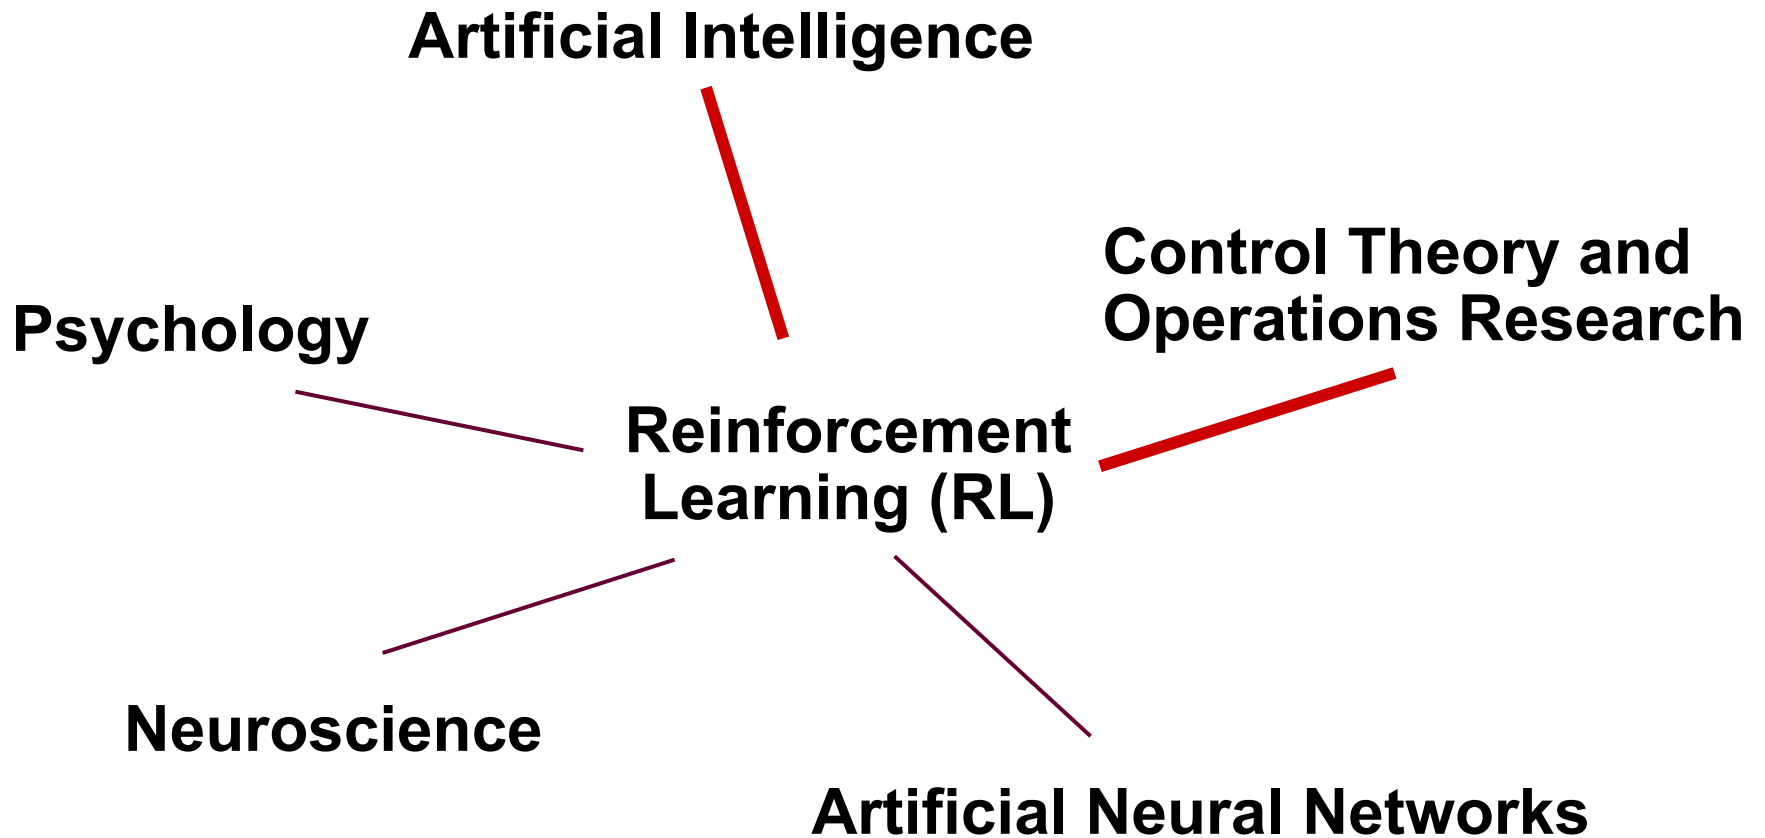 Artificial Intelligence
Control Theory and
Operations Research
Psychology
Reinforcement
Learning (RL)
Neuroscience
Artificial Neural Networks